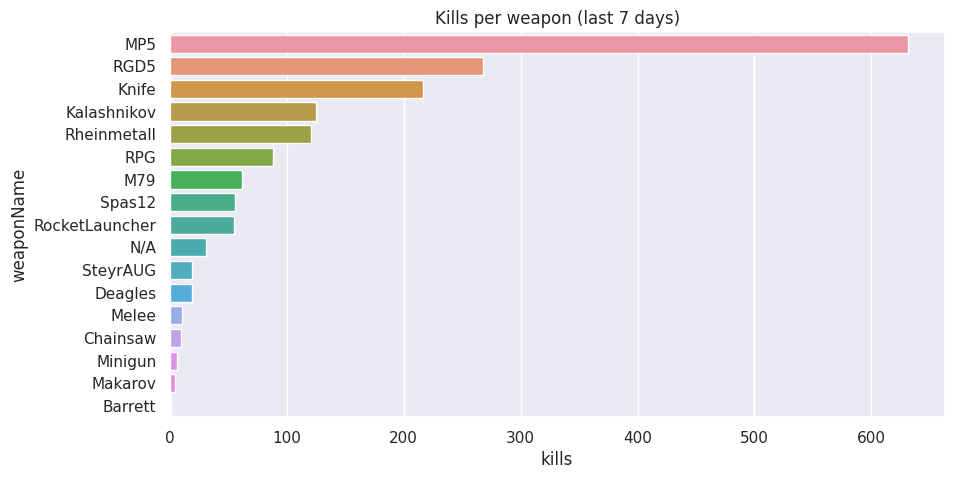 Kills per weapon (last 7 days)
weaponName
MP5
RGD5
Knife
Kalashnikov
Rheinmetall
RPG
M79
Spas12
RocketLauncher
N/A
SteyrAUG
Deagles
Melee
Chainsaw
Minigun
Makarov
Barrett
0 100 200 300 400 500 600
kills